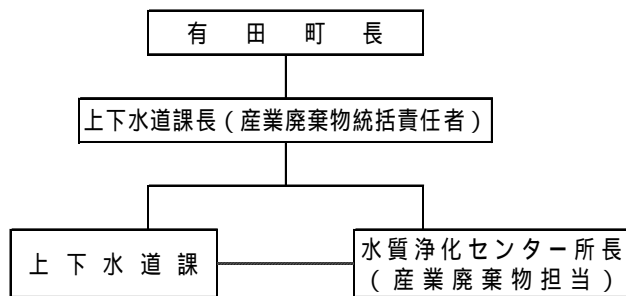 有田町長
上下水道課長（産業廃棄物統括責任者）
上下水道課
水質浄化センター所長
（産業廃棄物担当）